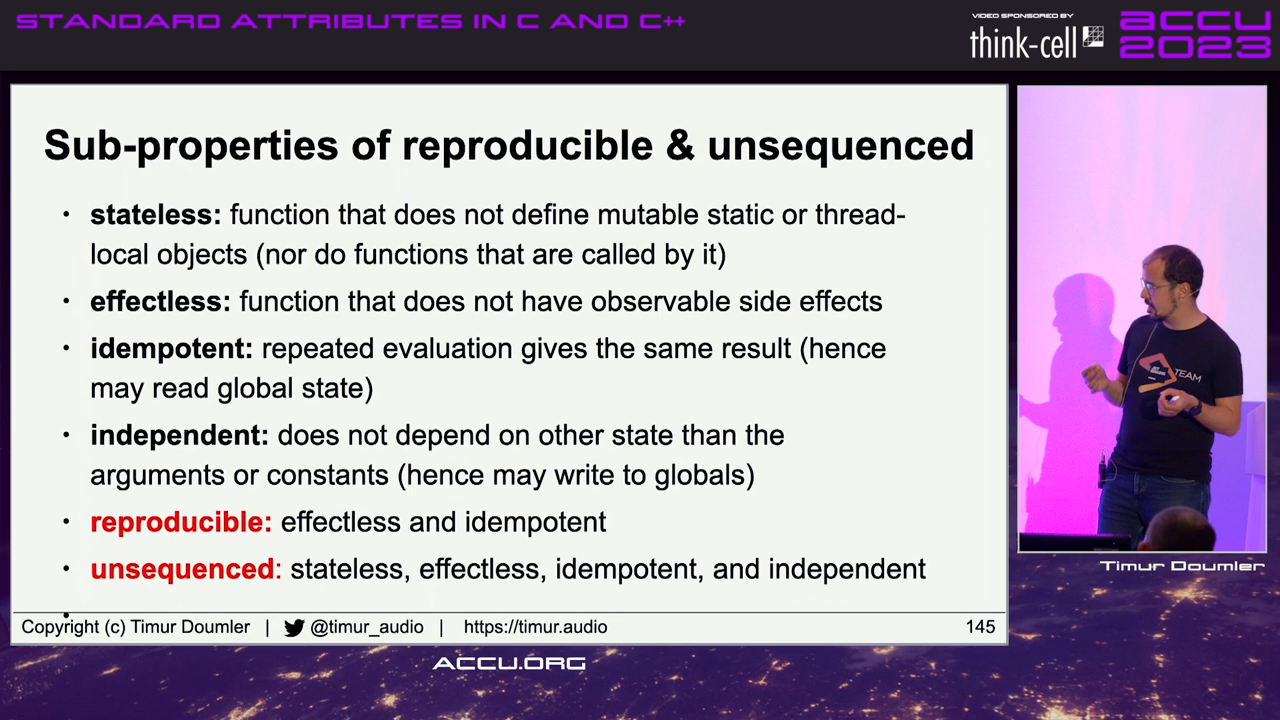 STANDARD ATTRIBUTES IN C AND C++
VIDEO SPONSORED BY
think-cell
ACCU
2023
Sub-properties of reproducible & unsequenced
• stateless: function that does not define mutable static or thread-
local objects (nor do functions that are called by it)
• effectless: function that does not have observable side effects
• idempotent: repeated evaluation gives the same result (hence
may read global state)
• independent: does not depend on other state than the
arguments or constants (hence may write to globals)
• reproducible: effectless and idempotent
• unsequenced: stateless, effectless, idempotent, and independent
•
Copyright (c) Timur Doumler | @timur_audio | https://timur.audio 145
TEAM
Timur Doumler
ACCU.ORG